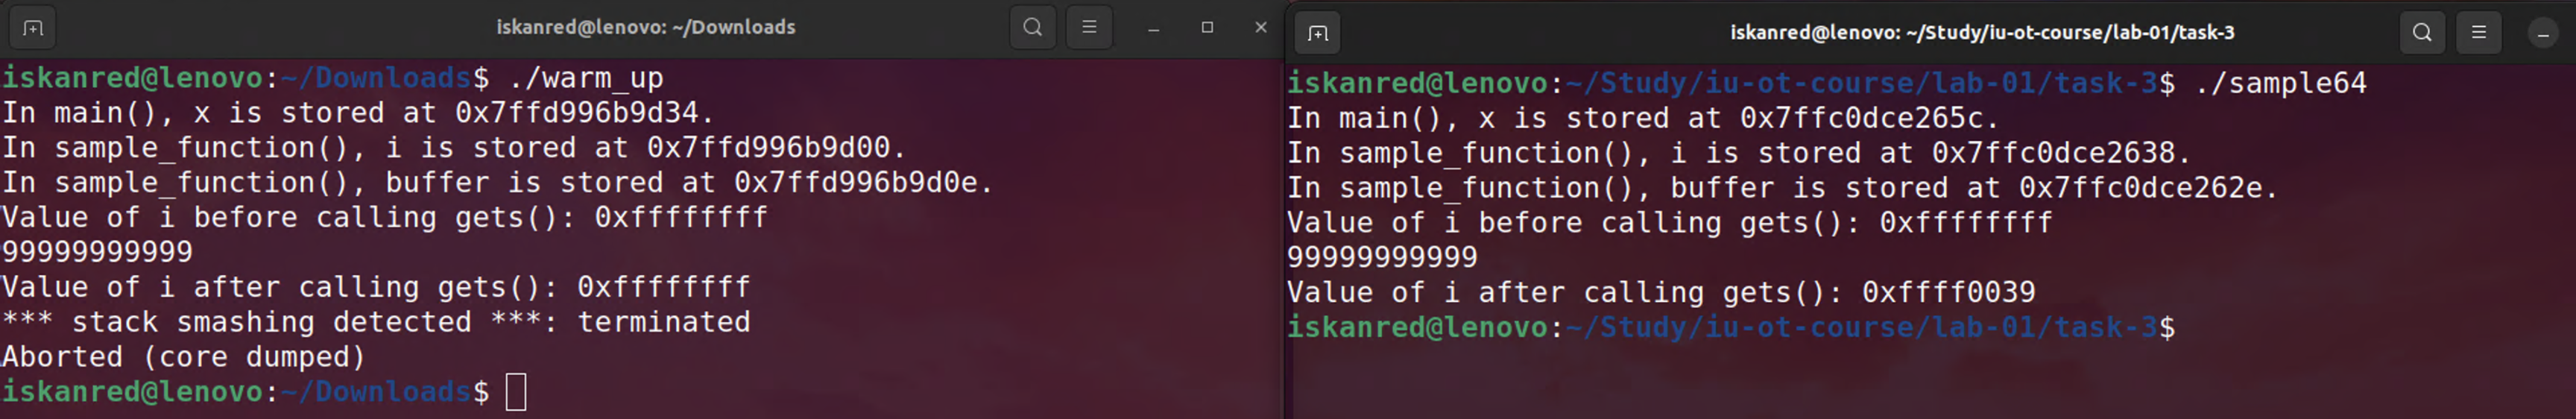 iskanred@lenovo: ~/Downloads
iskanred@lenovo:~/Downloads$ ./warm_up
In main(), x is stored at 0x7ffd996b9d34.
In sample_function(), i is stored at 0x7ffd996b9d00.
In sample_function(), buffer is stored at 0x7ffd996b9d0e.
Value of i before calling gets(): 0xffffffff
99999999999
Value of i after calling gets(): 0xffffffff
*** stack smashing detected ***: terminated
Aborted (core dumped)
iskanred@lenovo:~/Downloads$
iskanred@lenovo: ~/Study/iu-ot-course/lab-01/task-3
iskanred@lenovo:~/Study/iu-ot-course/lab-01/task-3$ ./sample64
In main(), x is stored at 0x7ffc0dce265c.
In sample_function(), i is stored at 0x7ffc0dce2638.
In sample_function(), buffer is stored at 0x7ffc0dce262e.
Value of i before calling gets(): 0xffffffff
99999999999
Value of i after calling gets(): 0xffff0039
iskanred@lenovo:~/Study/iu-ot-course/lab-01/task-3$